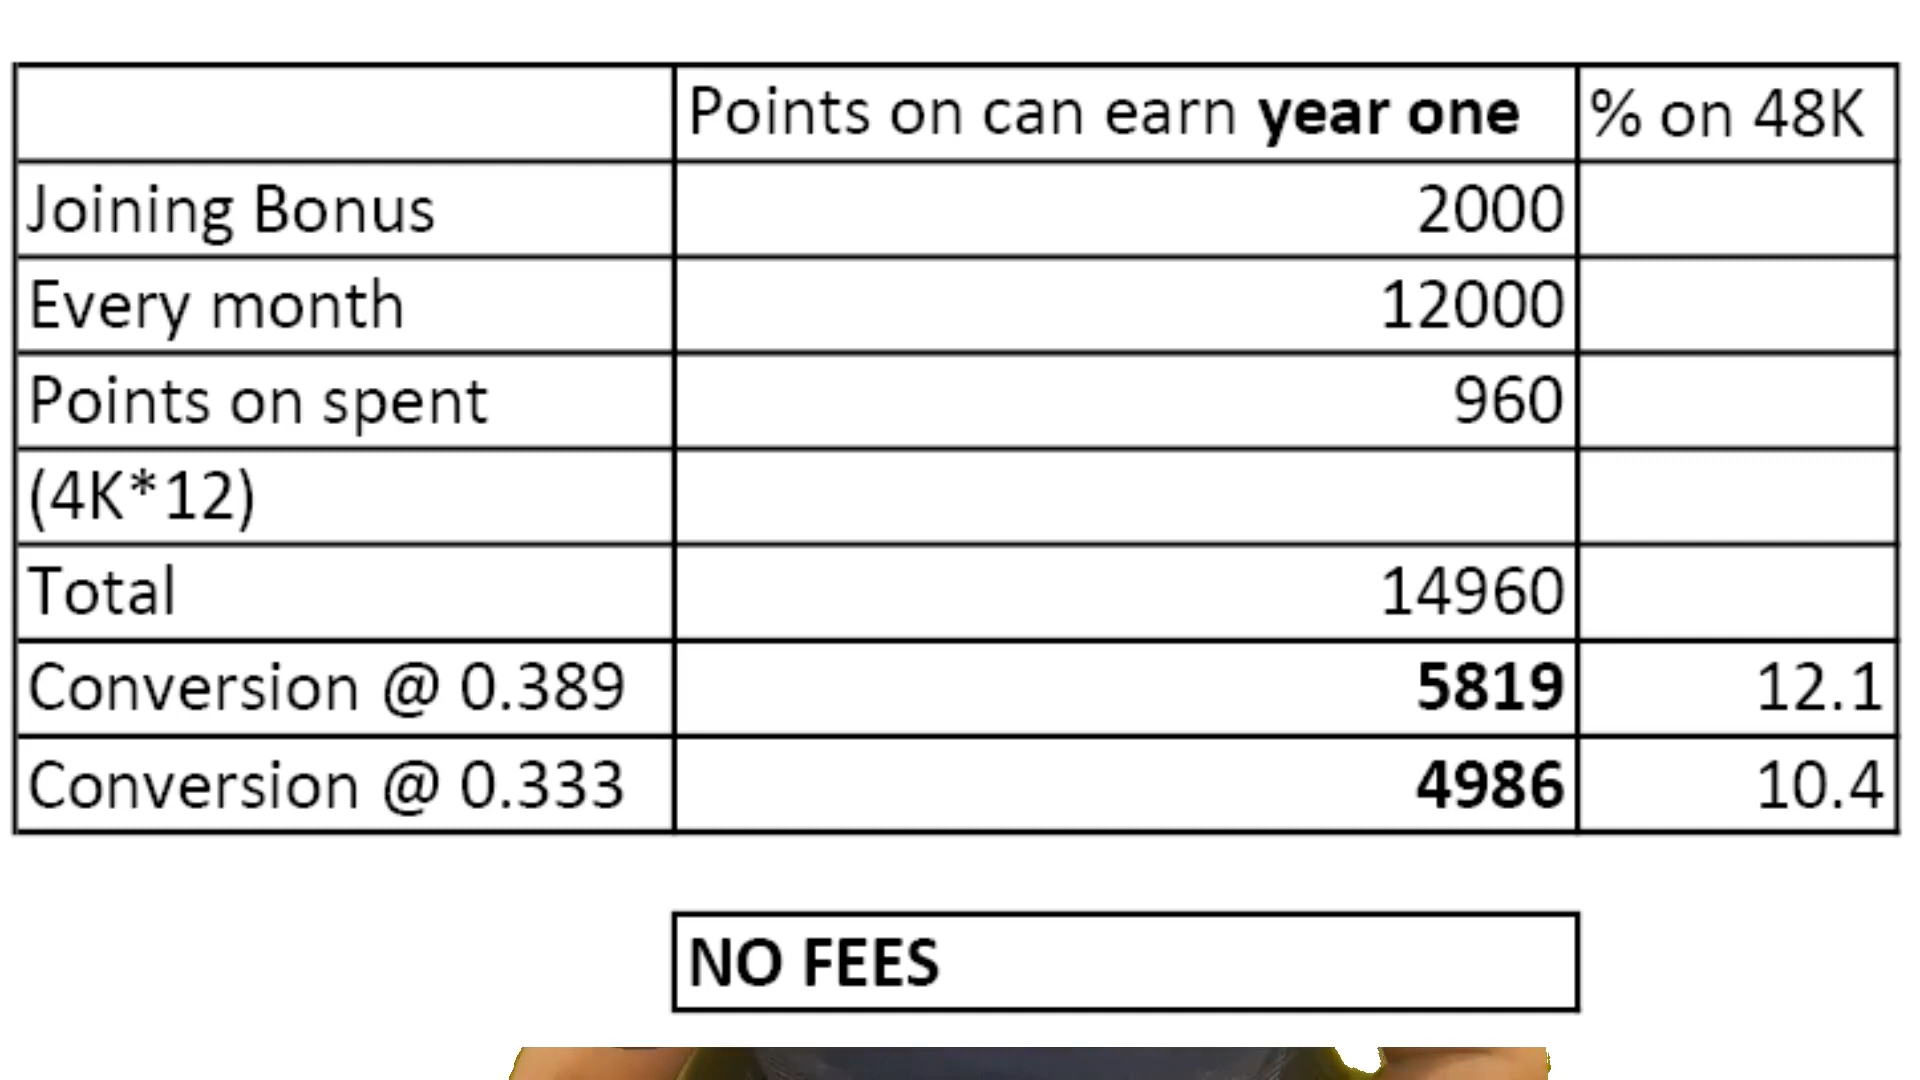 Points on can earn year one % on 48K
Joining Bonus 2000
Every month 12000
Points on spent 960
(4K*12)
Total 14960
Conversion @ 0.389 5819 12.1
Conversion @ 0.333 4986 10.4
NO FEES